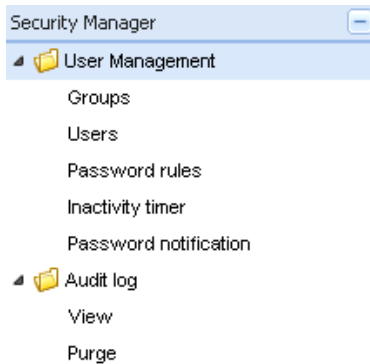 Security Manager
User Management
Groups
Users
Password rules
Inactivity timer
Password notification
Audit log
View
Purge